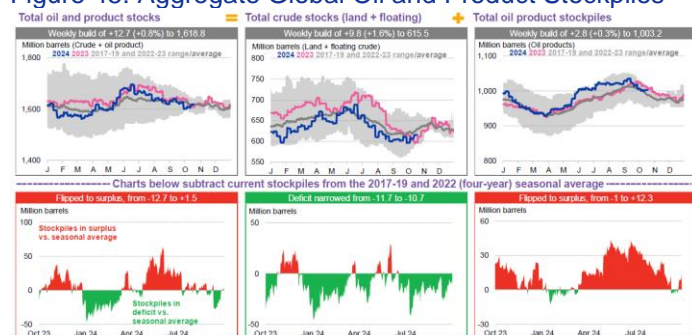 Figure 45: Aggregate Global Oil and Product Stockpiles
Total oil and product stocks = Total crude stocks (land + floating) + Total oil product stockpiles
Weekly build of +12.7 (+0.8%) to 1,618.8
Weekly build of +9.8 (+1.6%) to 615.5
Weekly build of +2.8 (+0.3%) to 1,003.2
Million barrels (Crude + oil product)
2024 2023 2017-19 and 2022-23 range/average
1,800
1,600
1,400
J F M A M J J A S O N D
Million barrels (Land + floating crude)
2024 2023 2017-19 and 2022-23 range/average
800
750
700
650
600
550
J F M A M J J A S O N D
Million barrels (Oil products)
2024 2023 2017-19 and 2022-23 range/average
1,100
1,000
900
800
J F M A M J J A S O N D
Charts below subtract current stockpiles from the 2017-19 and 2022 (four-year) seasonal average
Flipped to surplus, from -12.7 to +1.5
Deficit narrowed from -11.7 to -10.7
Flipped to surplus, from -1 to +12.3
Million barrels
100
50
0
-50
Stockpiles in surplus
vs. seasonal average
Stockpiles in
deficit vs.
seasonal average
Oct 23 Jan 24 Apr 24 Jul 24
Million barrels
50
0
-50
Oct 23 Jan 24 Apr 24 Jul 24
Million barrels
60
30
0
-30
Oct 23 Jan 24 Apr 24 Jul 24